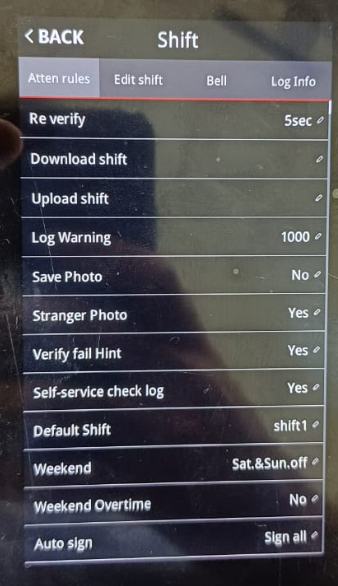 < BACK Shift
Atten rules Edit shift Bell Log Info
Re verify 5sec
Download shift
Upload shift
Log Warning 1000
Save Photo No
Stranger Photo Yes
Verify fail Hint Yes
Self-service check log Yes
Default Shift shift1
Weekend Sat.&Sun.off
Weekend Overtime No
Auto sign Sign all